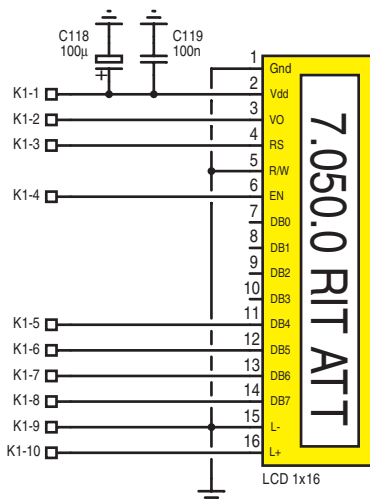 C118
100µ
C119
100n
+
K1-1
K1-2
K1-3
K1-4
K1-5
K1-6
K1-7
K1-8
K1-9
K1-10
1 Gnd
2 Vdd
3 VO
4 RS
5 R/W
6 EN
7 DB0
8 DB1
9 DB2
10 DB3
11 DB4
12 DB5
13 DB6
14 DB7
15 L-
16 L+
7.050.0 RIT ATT
LCD 1x16